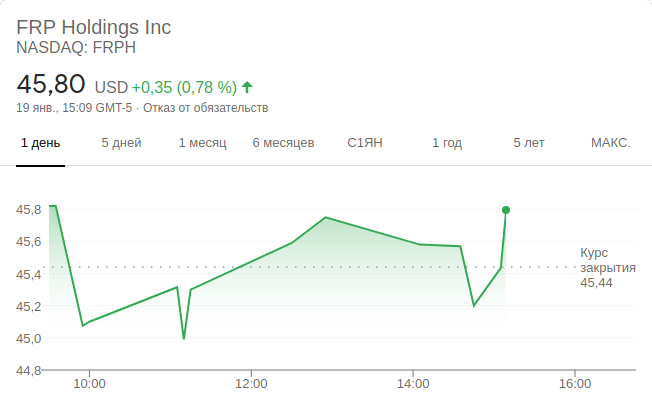 FRP Holdings Inc
NASDAQ: FRPH
45,80 USD +0,35 (0,78 %)
19 янв., 15:09 GMT-5 · Отказ от обязательств
1 день 5 дней 1 месяц 6 месяцев С1ЯН 1 год 5 лет МАКС.
45,8
45,6
45,4
45,2
45,0
44,8
Курс
закрытия
45,44
10:00 12:00 14:00 16:00